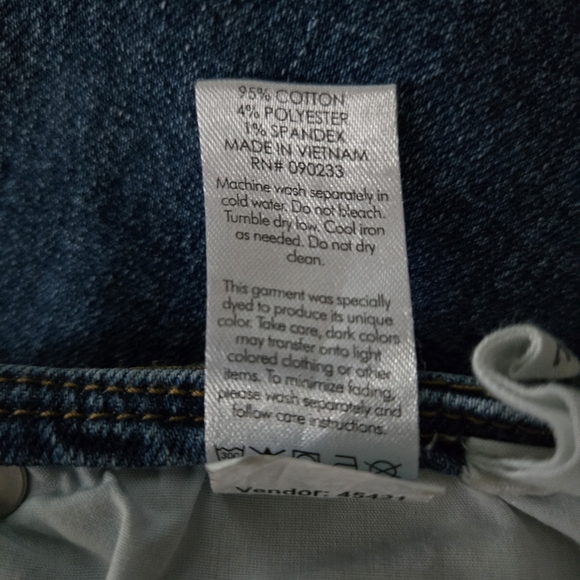 95% COTTON
4% POLYESTER
1% SPANDEX
MADE IN VIETNAM
RN# 090233
Machine wash separately in
cold water. Do not bleach.
Tumble dry low. Cool iron
as needed. Do not dry
clean.
This garment was specially
dyed to produce its unique
color. Take care, dark colors
may transfer onto light
colored clothing or other
items. To minimize fading,
please wash separately and
follow care instructions.
Vendor: 45421